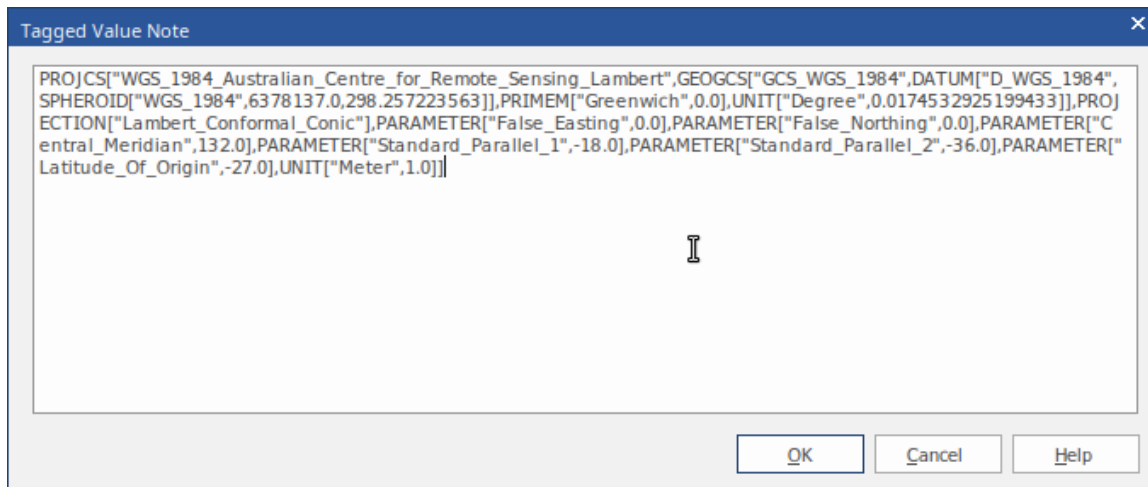 Tagged Value Note
PROJCS["WGS_1984_Australian_Centre_for_Remote_Sensing_Lambert",GEOGCS["GCS_WGS_1984",DATUM["D_WGS_1984",
SPHEROID["WGS_1984",6378137.0,298.257223563]],PRIMEM["Greenwich",0.0],UNIT["Degree",0.0174532925199433]],PROJ
ECTION["Lambert_Conformal_Conic"],PARAMETER["False_Easting",0.0],PARAMETER["False_Northing",0.0],PARAMETER["C
entral_Meridian",132.0],PARAMETER["Standard_Parallel_1",-18.0],PARAMETER["Standard_Parallel_2",-36.0],PARAMETER["
Latitude_Of_Origin",-27.0],UNIT["Meter",1.0]]
OK Cancel Help